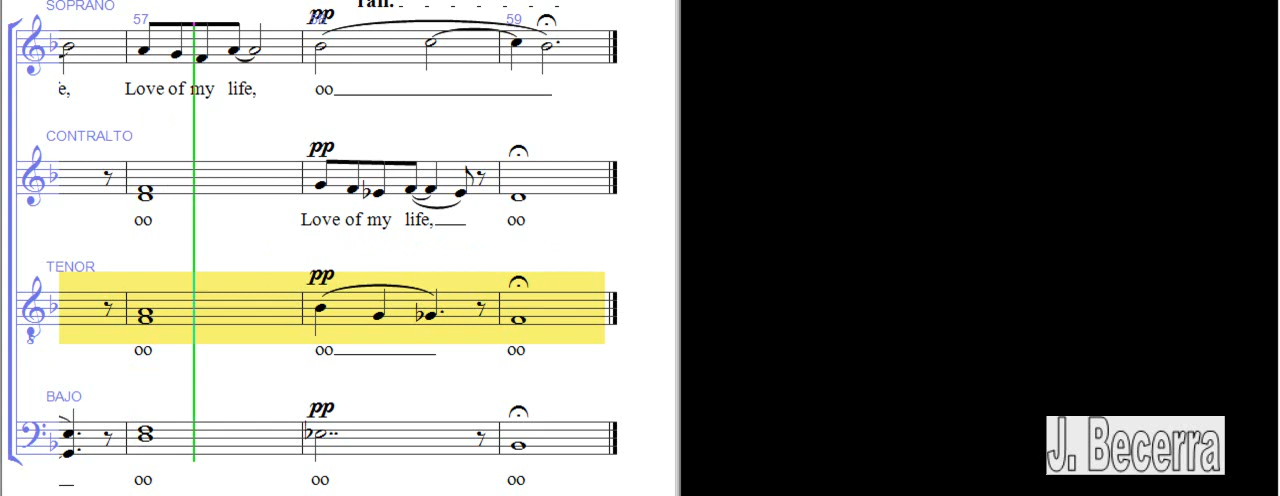 SOPRANO
rall.
57
pp
59
e,
Love of my life,
oo
CONTRALTO
pp
oo
Love of my life,
oo
TENOR
pp
8
oo
oo
oo
BAJO
pp
oo
oo
oo
J. Becerra